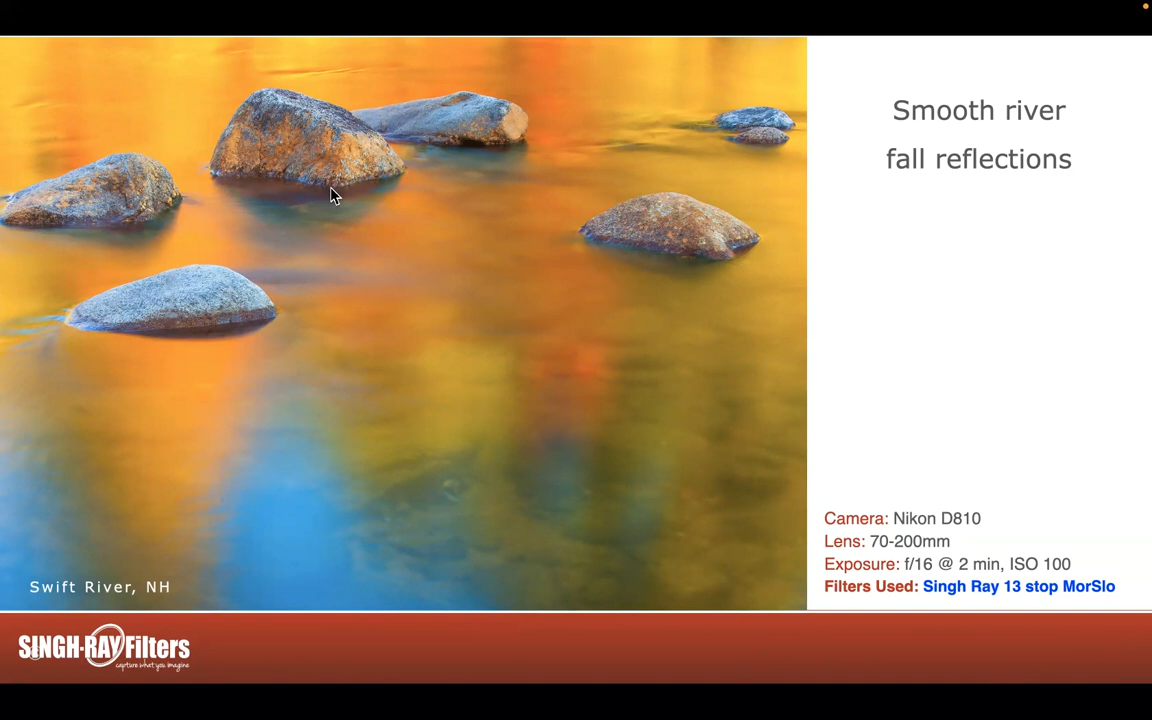 Smooth river
fall reflections
Camera: Nikon D810
Lens: 70-200mm
Exposure: f/16 @ 2 min, ISO 100
Filters Used: Singh Ray 13 stop MorSlo
Swift River, NH
SINGH-RAY Filters
capture what you imagine